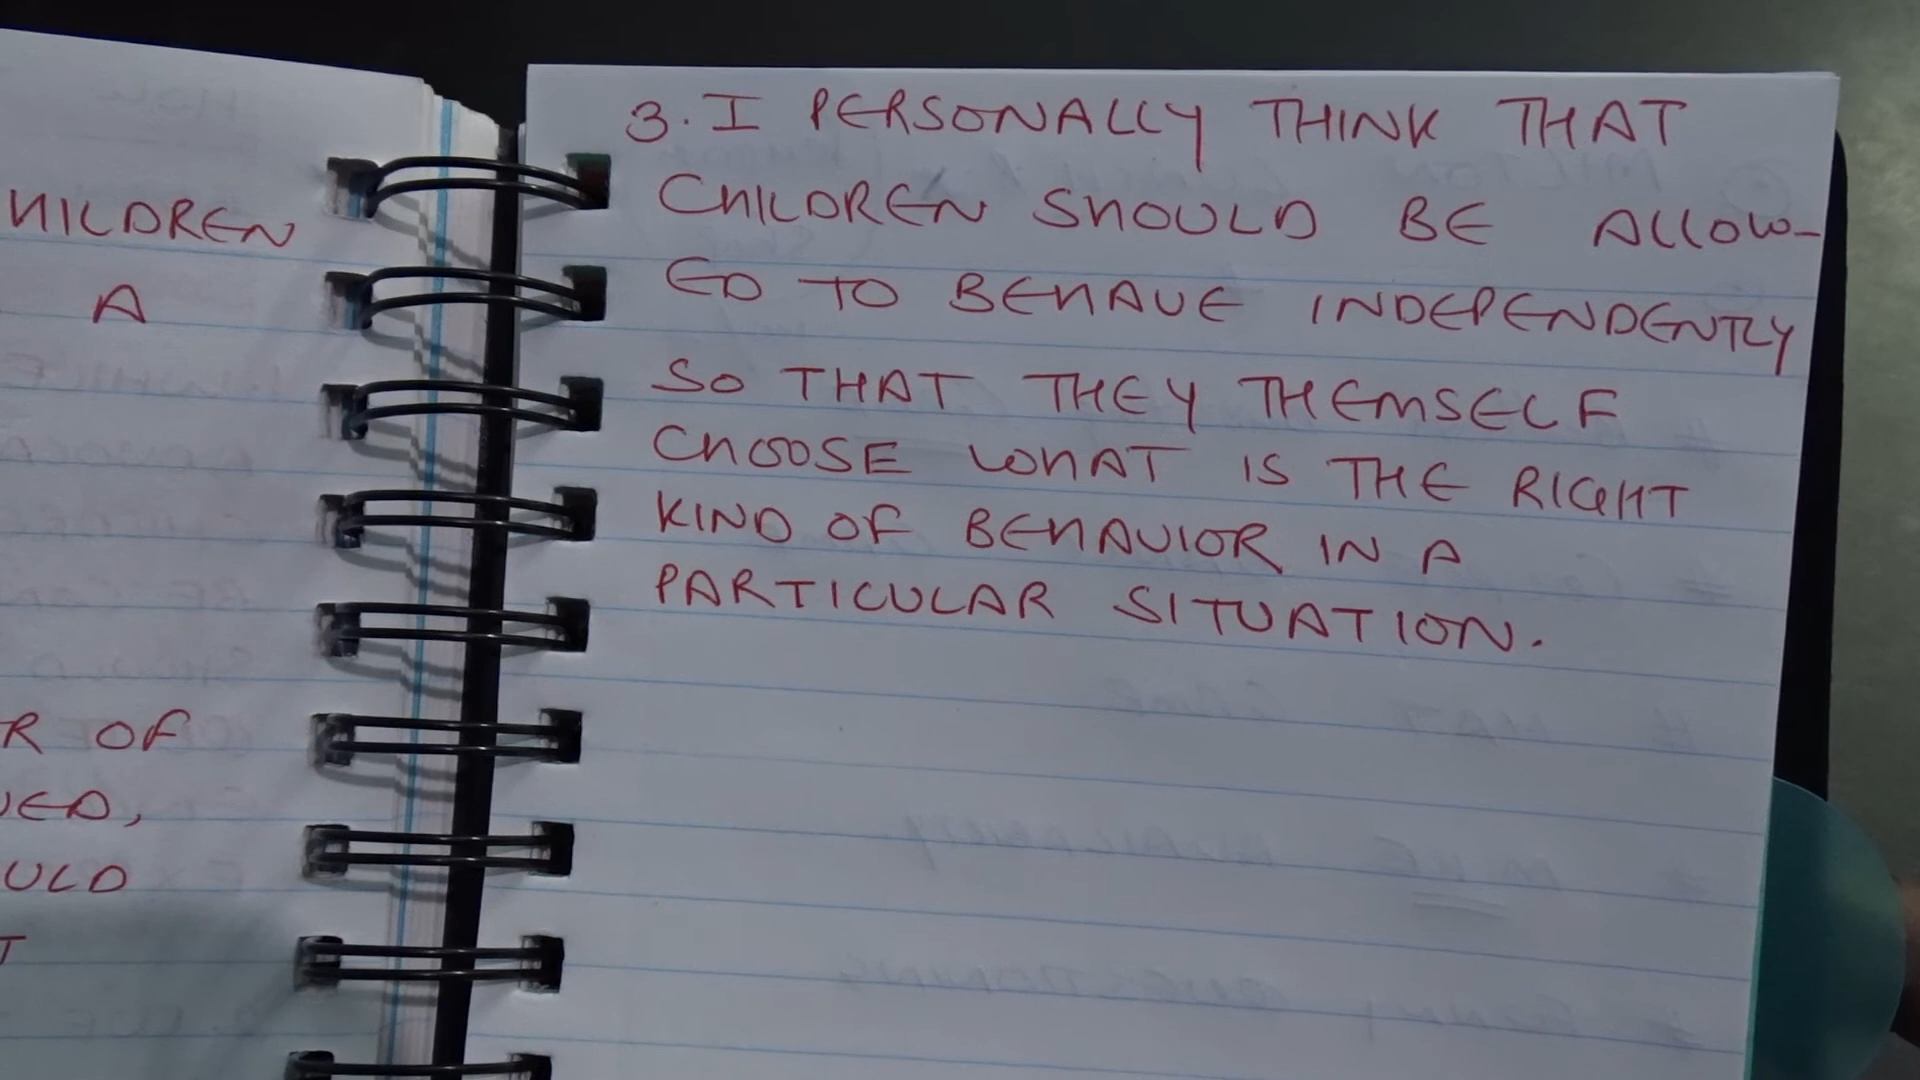 HILDREN
A
R OF
ED,
ULD
T
3. I PERSONALLY THINK THAT
CHILDREN SHOULD BE ALLOW-
ED TO BEHAVE INDEPENDENTLY
SO THAT THEY THEMSELF
CHOOSE WHAT IS THE RIGHT
KIND OF BEHAVIOR IN A
PARTICULAR SITUATION.